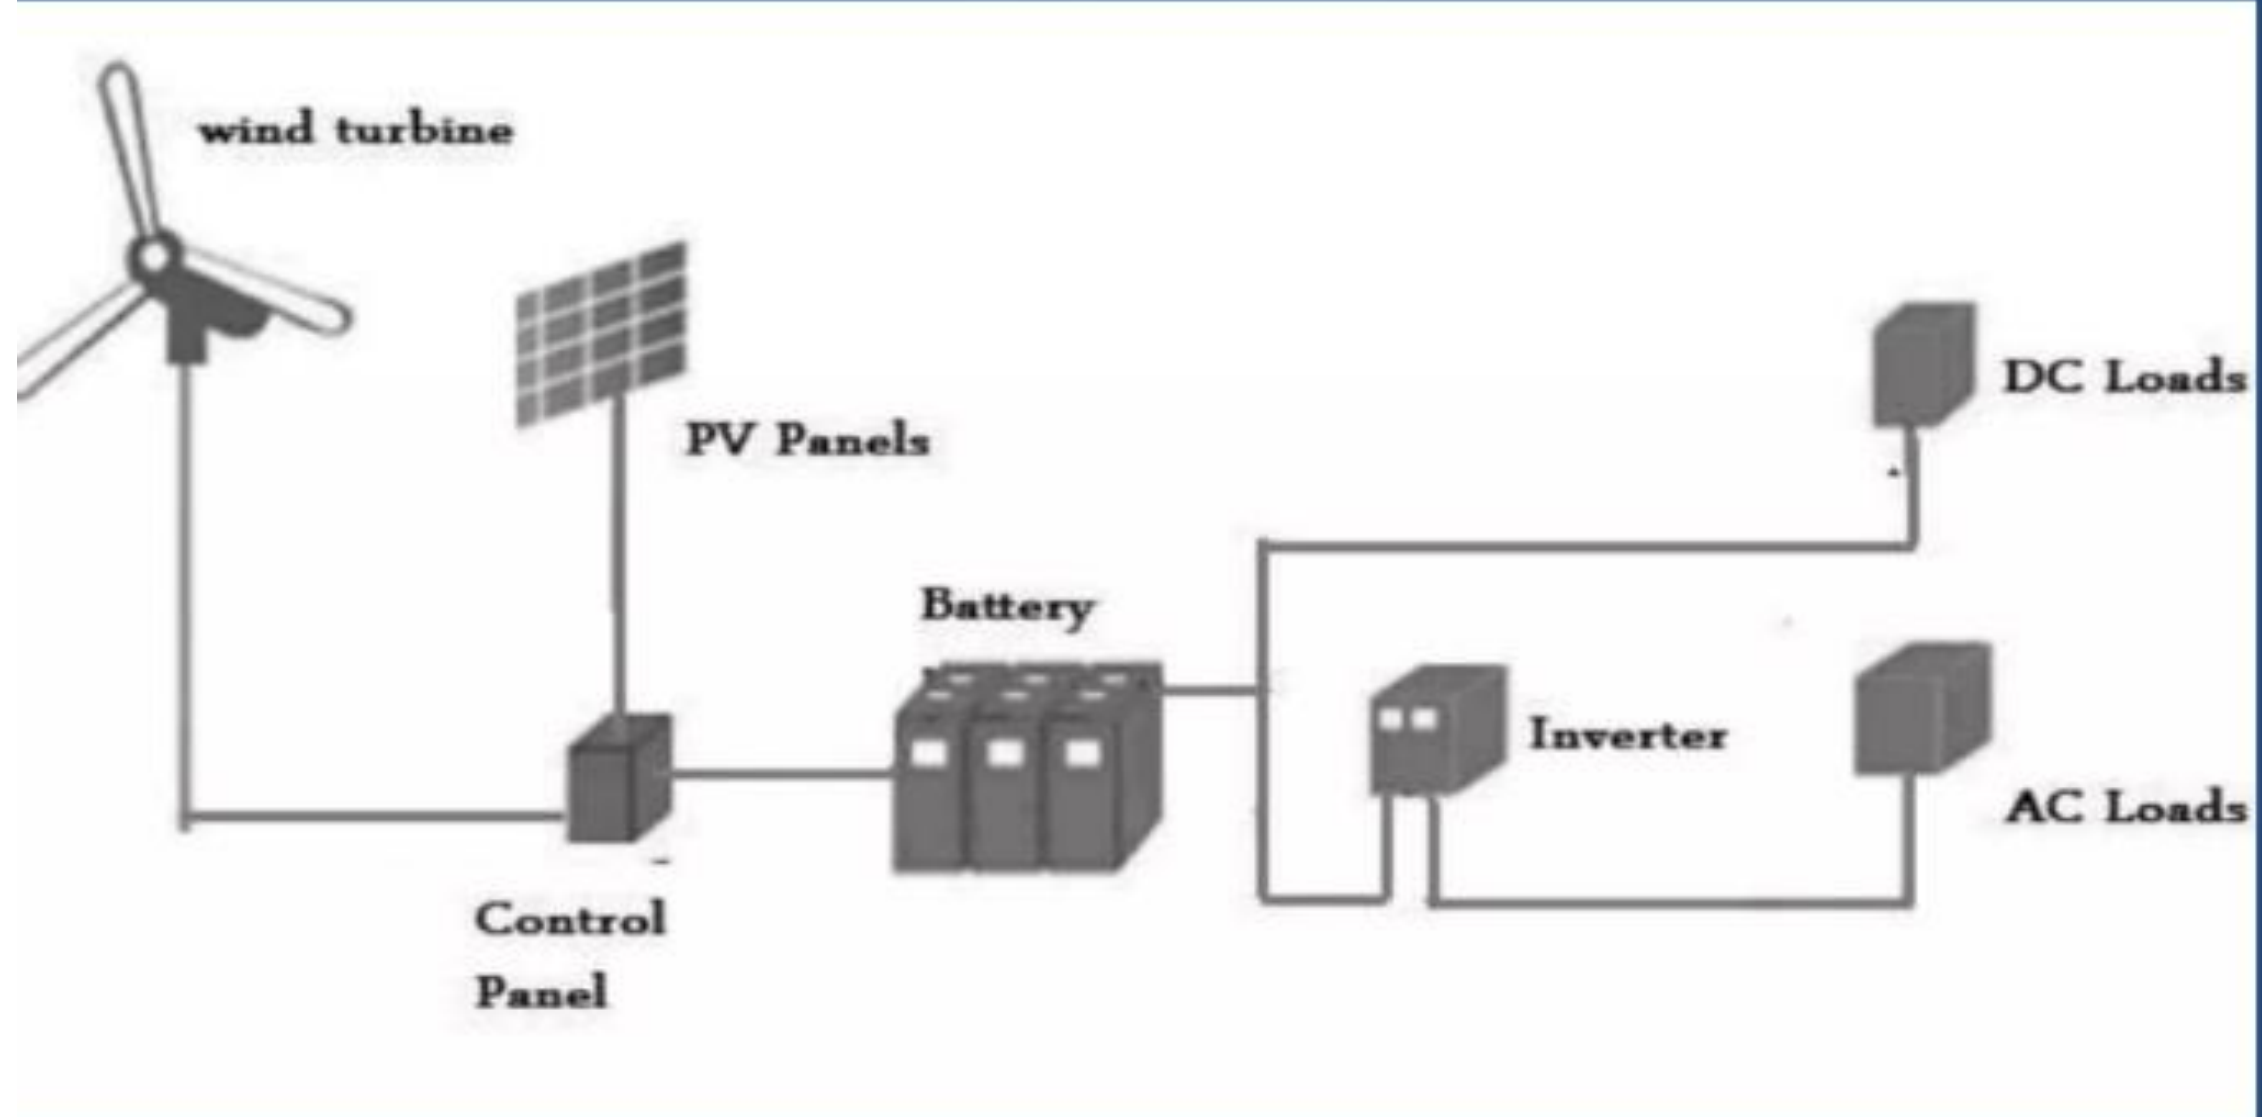 wind turbine
PV Panels
DC Loads
Battery
Inverter
AC Loads
Control
Panel